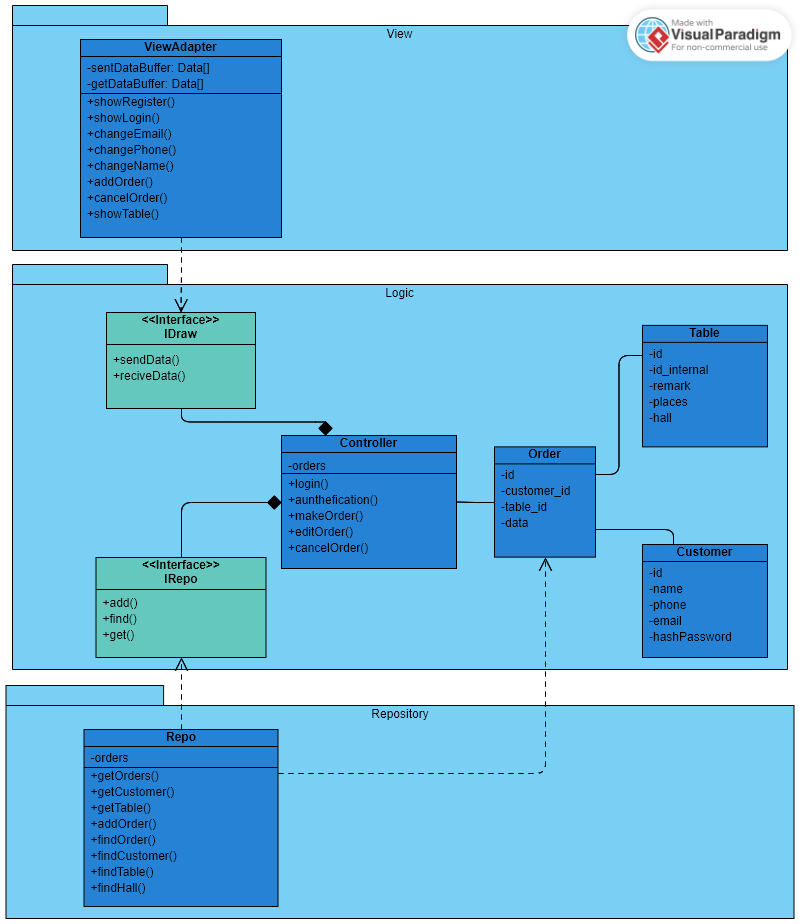 View
Made with
VisualParadigm
For non-commercial use
ViewAdapter
-sentDataBuffer: Data[]
-getDataBuffer: Data[]
+showRegister()
+showLogin()
+changeEmail()
+changePhone()
+changeName()
+addOrder()
+cancelOrder()
+showTable()
Logic
<<Interface>>
IDraw
+sendData()
+reciveData()
Table
-id
-id_internal
-remark
-places
-hall
Controller
-orders
+login()
+aunthefication()
+makeOrder()
+editOrder()
+cancelOrder()
Order
-id
-customer_id
-table_id
-data
<<Interface>>
IRepo
+add()
+find()
+get()
Customer
-id
-name
-phone
-email
-hashPassword
Repository
Repo
-orders
+getOrders()
+getCustomer()
+getTable()
+addOrder()
+findOrder()
+findCustomer()
+findTable()
+findHall()